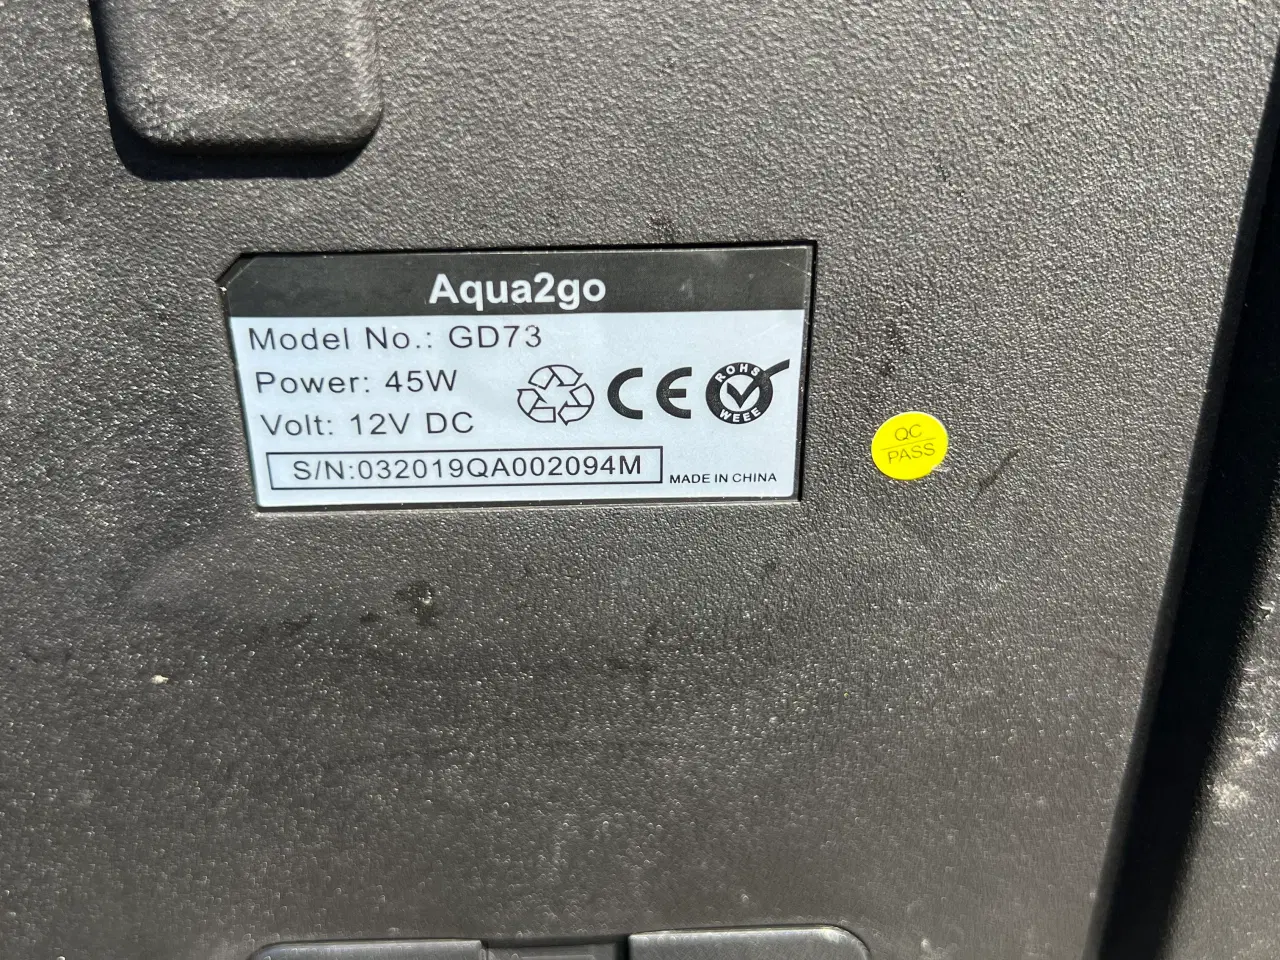 Aqua2go
Model No.: GD73
Power: 45W
Volt: 12V DC
CE
ROHS
WEEE
S/N:032019QA002094M
MADE IN CHINA
QC
PASS